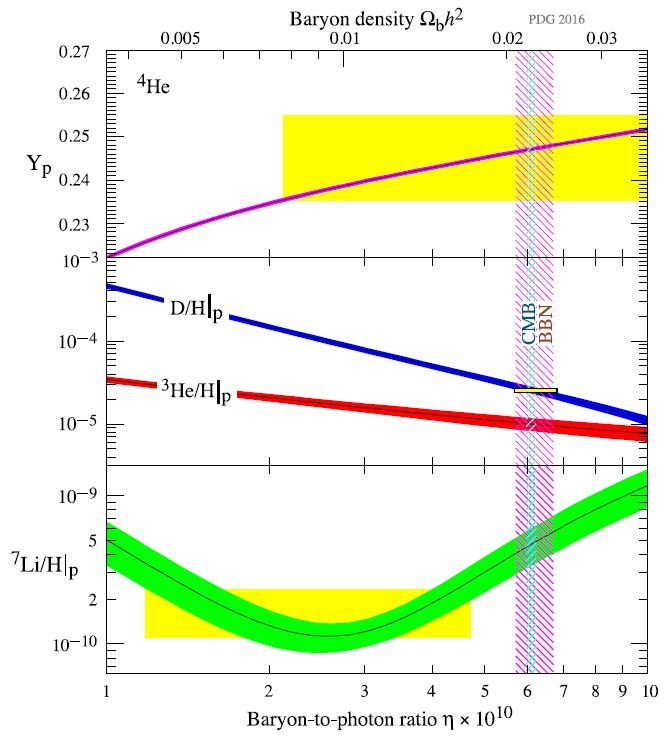 Baryon density Ω_b h²
PDG 2016
0.005 0.01 0.02 0.03
0.27
⁴He
0.26
0.25
Y_p
0.24
0.23
10⁻³
D/H|_p
CMB
BBN
10⁻⁴
³He/H|_p
10⁻⁵
10⁻⁹
5
⁷Li/H|_p
2
10⁻¹⁰
1 2 3 4 5 6 7 8 9 10
Baryon-to-photon ratio η × 10¹⁰